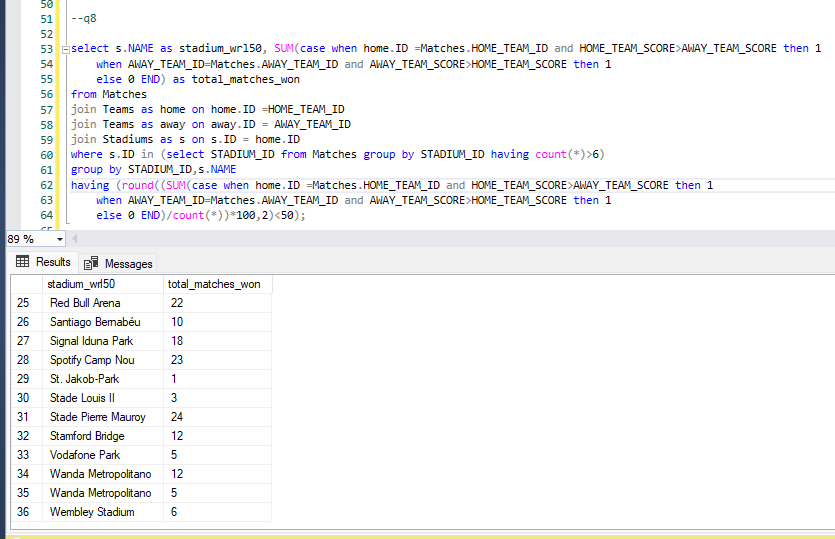 50
51 --q8
52
53 select s.NAME as stadium_wrl50, SUM(case when home.ID =Matches.HOME_TEAM_ID and HOME_TEAM_SCORE>AWAY_TEAM_SCORE then 1
54 when AWAY_TEAM_ID=Matches.AWAY_TEAM_ID and AWAY_TEAM_SCORE>HOME_TEAM_SCORE then 1
55 else 0 END) as total_matches_won
56 from Matches
57 join Teams as home on home.ID =HOME_TEAM_ID
58 join Teams as away on away.ID = AWAY_TEAM_ID
59 join Stadiums as s on s.ID = home.ID
60 where s.ID in (select STADIUM_ID from Matches group by STADIUM_ID having count(*)>6)
61 group by STADIUM_ID,s.NAME
62 having (round((SUM(case when home.ID =Matches.HOME_TEAM_ID and HOME_TEAM_SCORE>AWAY_TEAM_SCORE then 1
63 when AWAY_TEAM_ID=Matches.AWAY_TEAM_ID and AWAY_TEAM_SCORE>HOME_TEAM_SCORE then 1
64 else 0 END)/count(*))*100,2)<50);
65
89 %
Results Messages
stadium_wrl50 total_matches_won
25 Red Bull Arena 22
26 Santiago Bernabéu 10
27 Signal Iduna Park 18
28 Spotify Camp Nou 23
29 St. Jakob-Park 1
30 Stade Louis II 3
31 Stade Pierre Mauroy 24
32 Stamford Bridge 12
33 Vodafone Park 5
34 Wanda Metropolitano 12
35 Wanda Metropolitano 5
36 Wembley Stadium 6